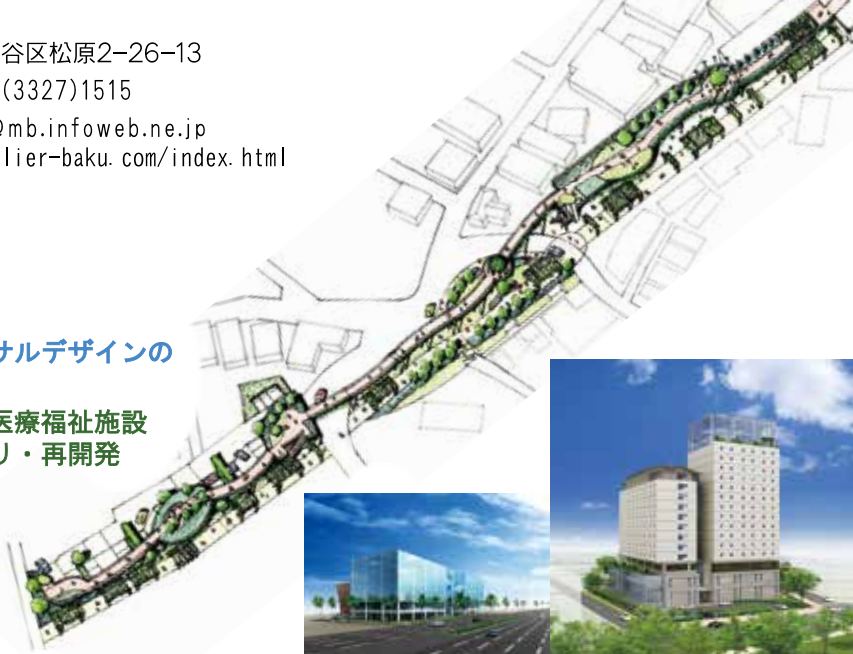 谷区松原2−26−13
(3327)1515
@mb.infoweb.ne.jp
lier-baku.com/index.html
サルデザインの
医療福祉施設
リ・再開発